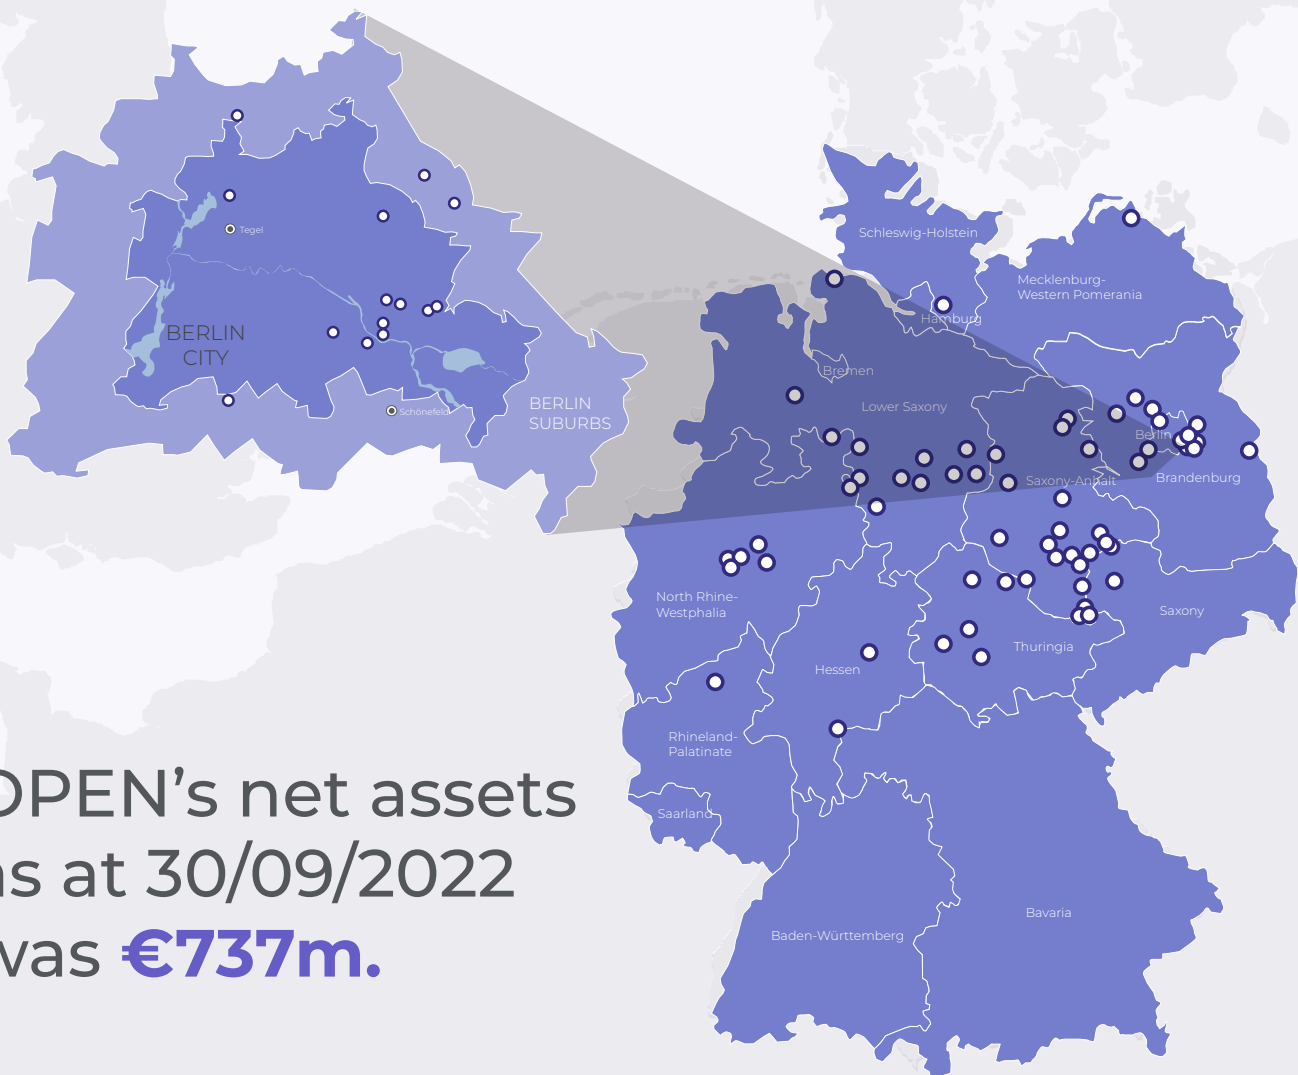 Tegel
BERLIN
CITY
Schönefeld
BERLIN
SUBURBS
Schleswig-Holstein
Mecklenburg-
Western Pomerania
Hamburg
Bremen
Lower Saxony
Berlin
Saxony-Anhalt
Brandenburg
North Rhine-
Westphalia
Saxony
Thuringia
Hessen
Rhineland-
Palatinate
Saarland
Bavaria
Baden-Württemberg
OPEN’s net assets
as at 30/09/2022
was €737m.